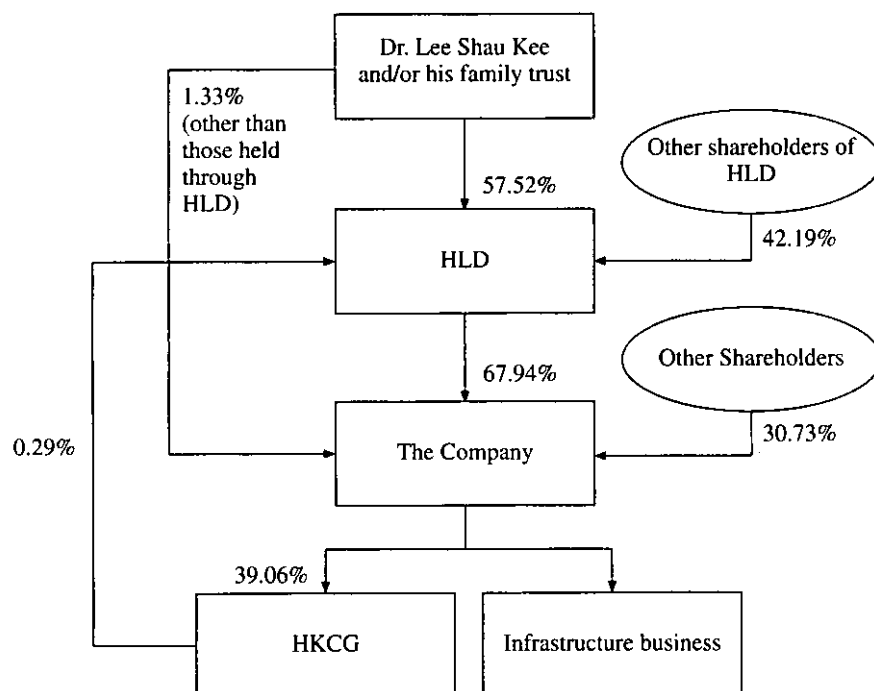 Dr. Lee Shau Kee
and/or his family trust
1.33%
(other than
those held
through
HLD)
57.52%
Other shareholders of
HLD
42.19%
HLD
67.94%
Other Shareholders
30.73%
0.29%
The Company
39.06%
HKCG
Infrastructure business